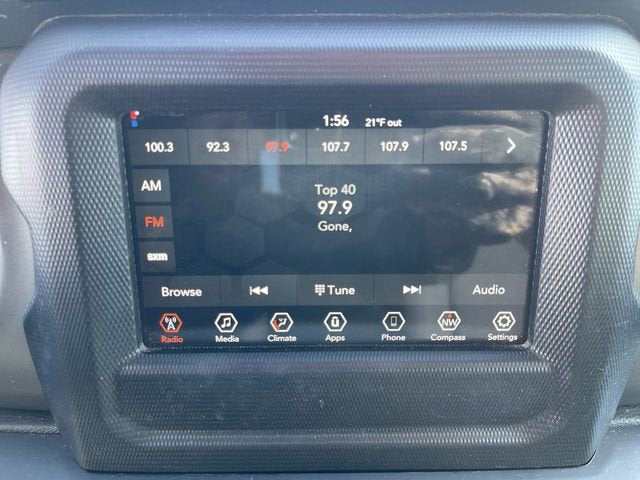 1:56 21°F out
100.3 92.3 97.9 107.7 107.9 107.5
AM
Top 40
97.9
FM
Gone,
sxm
Browse Tune Audio
NW
Radio Media Climate Apps Phone Compass Settings